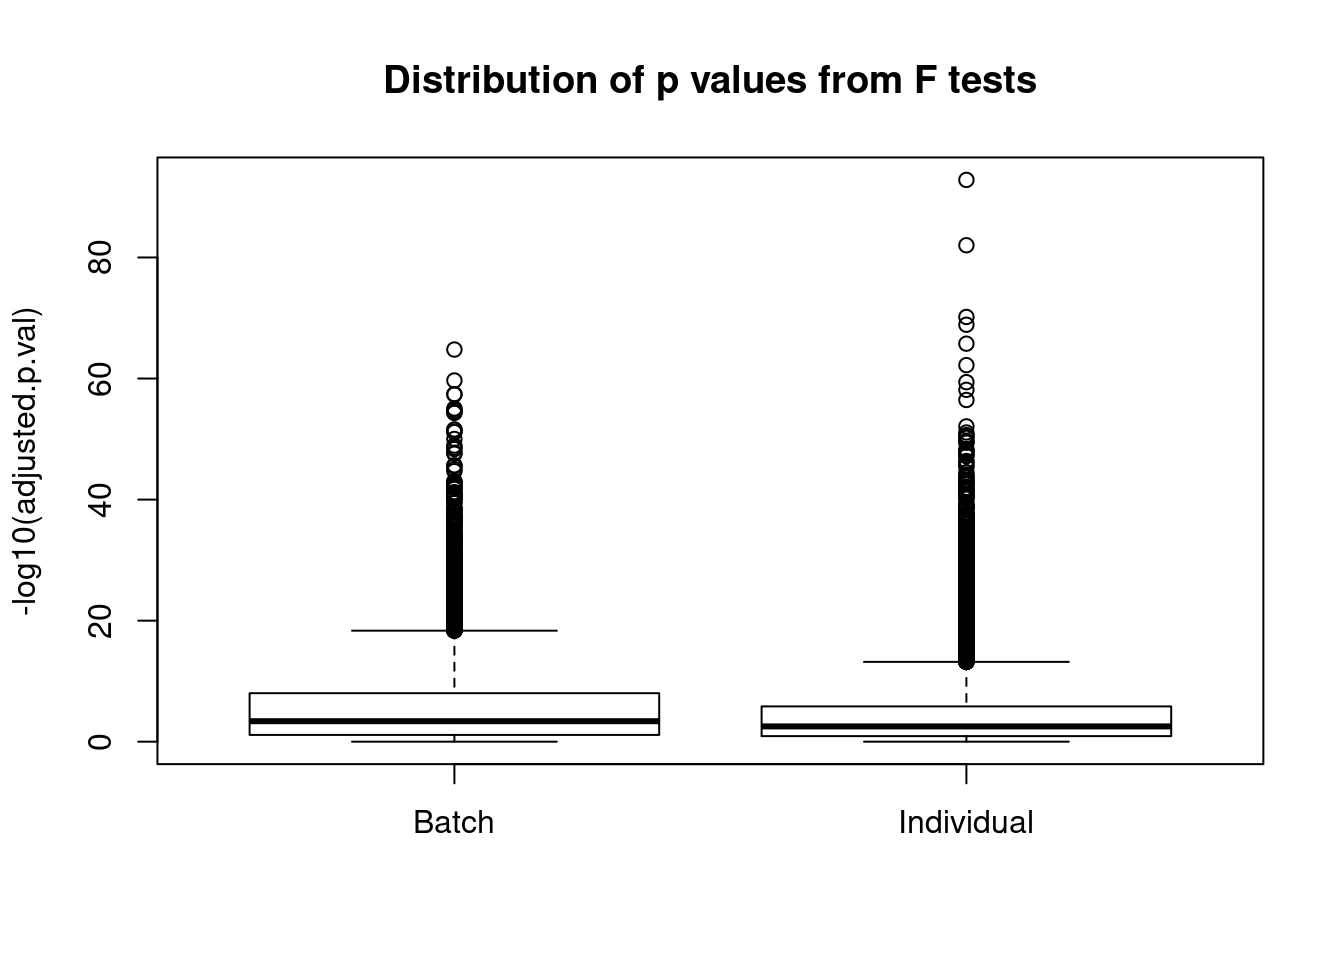 Distribution of p values from F tests
-log10(adjusted.p.val)
80
60
40
20
0
Batch
Individual